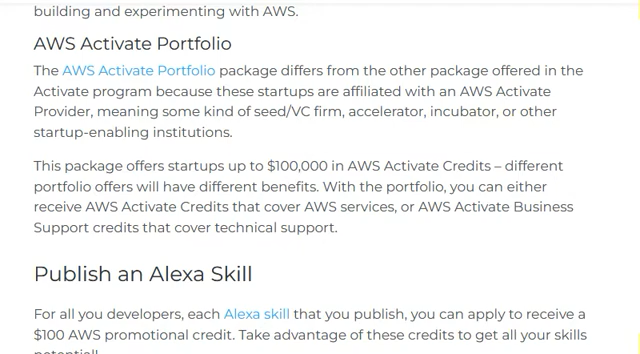 building and experimenting with AWS.
AWS Activate Portfolio
The AWS Activate Portfolio package differs from the other package offered in the
Activate program because these startups are affiliated with an AWS Activate
Provider, meaning some kind of seed/VC firm, accelerator, incubator, or other
startup-enabling institutions.
This package offers startups up to $100,000 in AWS Activate Credits – different
portfolio offers will have different benefits. With the portfolio, you can either
receive AWS Activate Credits that cover AWS services, or AWS Activate Business
Support credits that cover technical support.
Publish an Alexa Skill
For all you developers, each Alexa skill that you publish, you can apply to receive a
$100 AWS promotional credit. Take advantage of these credits to get all your skills